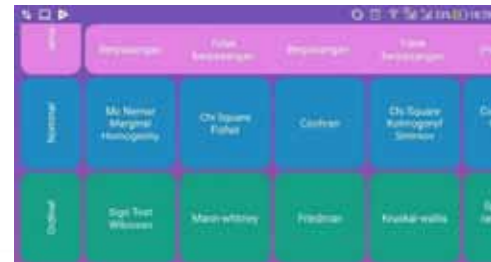 Berpasangan
Tidak
Berpasangan
Berpasangan
Tidak
Berpasangan
Nominal
Mc Nemar
Marginal
Homogenity
Chi Square
Fisher
Cochran
Chi Square
Kolmogorof
Smirnov
Ordinal
Sign Test
Wilcoxon
Mann-whitney
Friedman
Kruskal-wallis